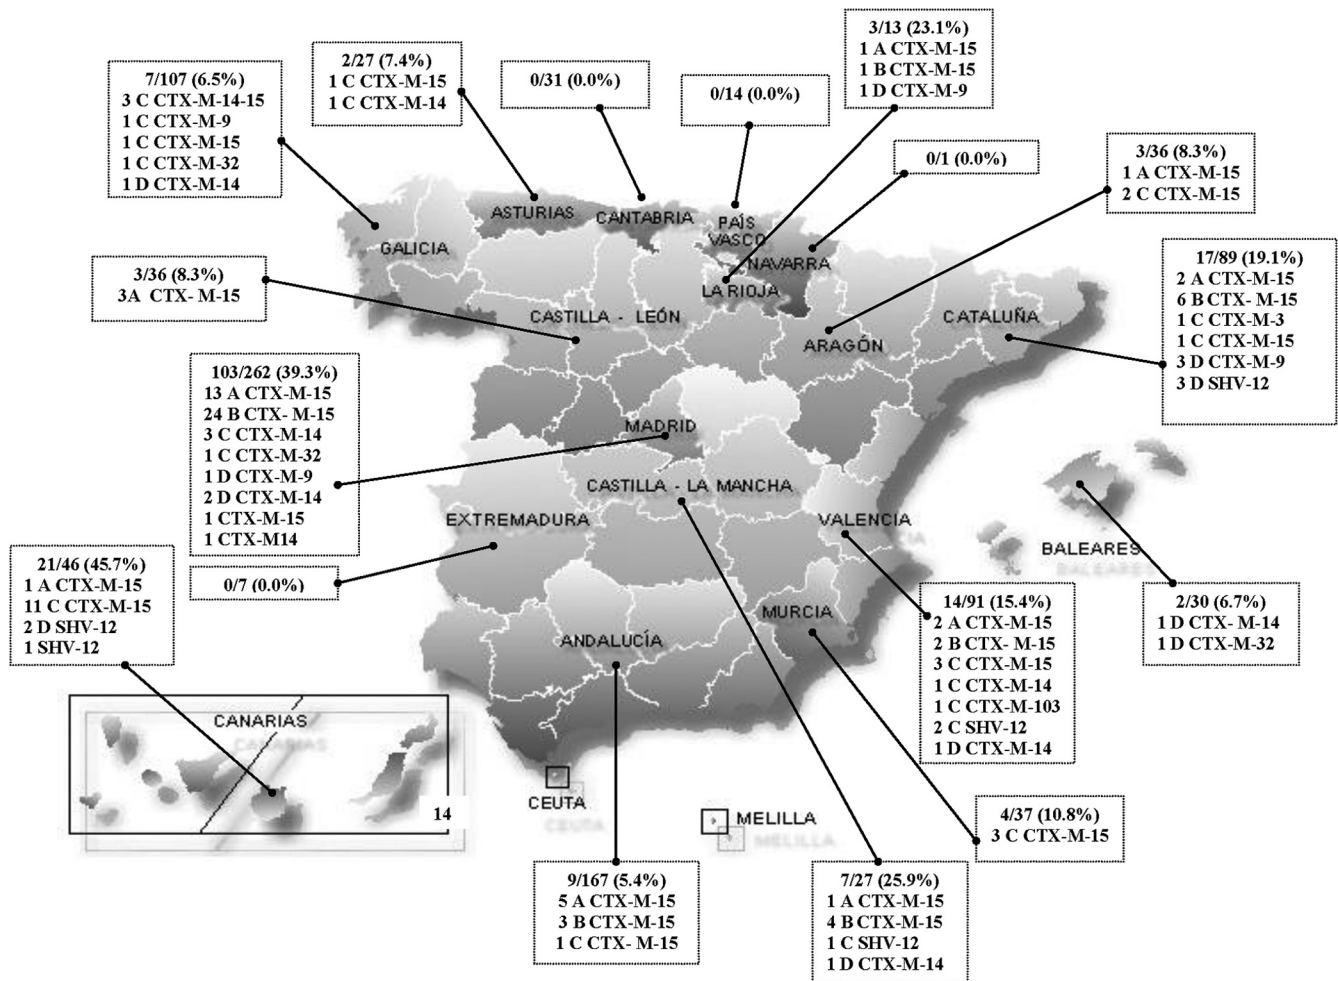 3/13 (23.1%)
1 A CTX-M-15
1 B CTX-M-15
1 D CTX-M-9
2/27 (7.4%)
1 C CTX-M-15
1 C CTX-M-14
7/107 (6.5%)
3 C CTX-M-14-15
1 C CTX-M-9
1 C CTX-M-15
1 C CTX-M-32
1 D CTX-M-14
0/31 (0.0%)
0/14 (0.0%)
0/1 (0.0%)
3/36 (8.3%)
1 A CTX-M-15
2 C CTX-M-15
ASTURIAS
CANTABRIA
PAÍS
VASCO
GALICIA
NAVARRA
LA RIOJA
3/36 (8.3%)
3A CTX- M-15
17/89 (19.1%)
2 A CTX-M-15
6 B CTX- M-15
1 C CTX-M-3
1 C CTX-M-15
3 D CTX-M-9
3 D SHV-12
CASTILLA - LEÓN
CATALUÑA
ARAGÓN
103/262 (39.3%)
13 A CTX-M-15
24 B CTX- M-15
3 C CTX-M-14
1 C CTX-M-32
1 D CTX-M-9
2 D CTX-M-14
1 CTX-M-15
1 CTX-M14
MADRID
CASTILLA - LA MANCHA
EXTREMADURA
VALENCIA
BALEARES
BALEARES
21/46 (45.7%)
1 A CTX-M-15
11 C CTX-M-15
2 D SHV-12
1 SHV-12
0/7 (0.0%)
14/91 (15.4%)
2 A CTX-M-15
2 B CTX- M-15
3 C CTX-M-15
1 C CTX-M-14
1 C CTX-M-103
2 C SHV-12
1 D CTX-M-14
2/30 (6.7%)
1 D CTX- M-14
1 D CTX-M-32
MURCIA
ANDALUCÍA
CANARIAS
CANARIAS
14
CEUTA
CEUTA
MELILLA
MELILLA
4/37 (10.8%)
3 C CTX-M-15
9/167 (5.4%)
5 A CTX-M-15
3 B CTX-M-15
1 C CTX- M-15
7/27 (25.9%)
1 A CTX-M-15
4 B CTX-M-15
1 C SHV-12
1 D CTX-M-14